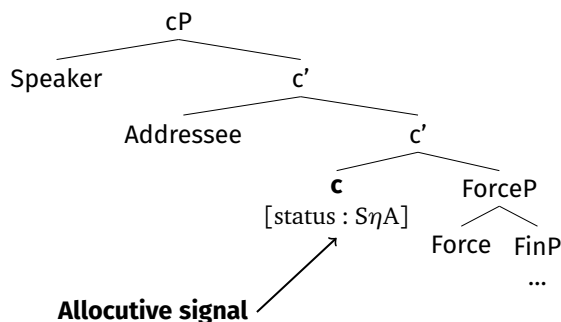 cP
Speaker c’
Addressee c’
c ForceP
[status : SηA] Force FinP
...
Allocutive signal